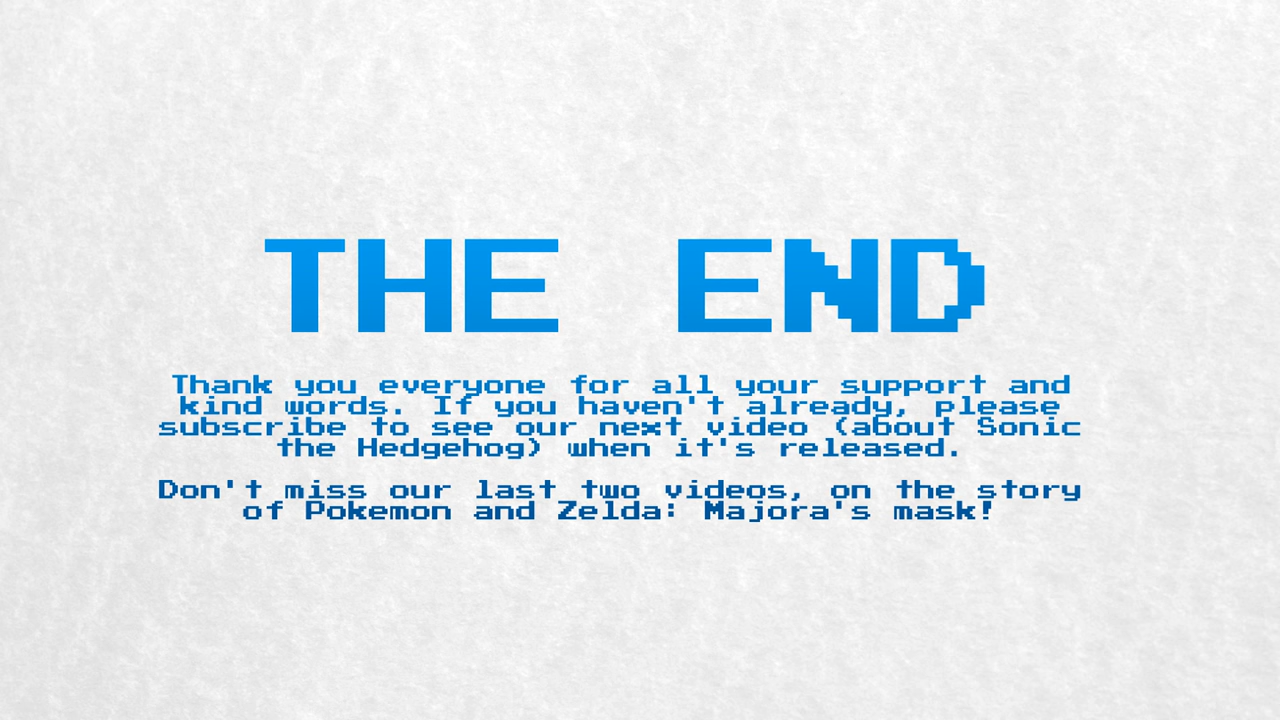 THE END
Thank you everyone for all your support and
kind words. If you haven't already, please
subscribe to see our next video (about Sonic
the Hedgehog) when it's released.
Don't miss our last two videos, on the story
of Pokemon and Zelda: Majora's mask!